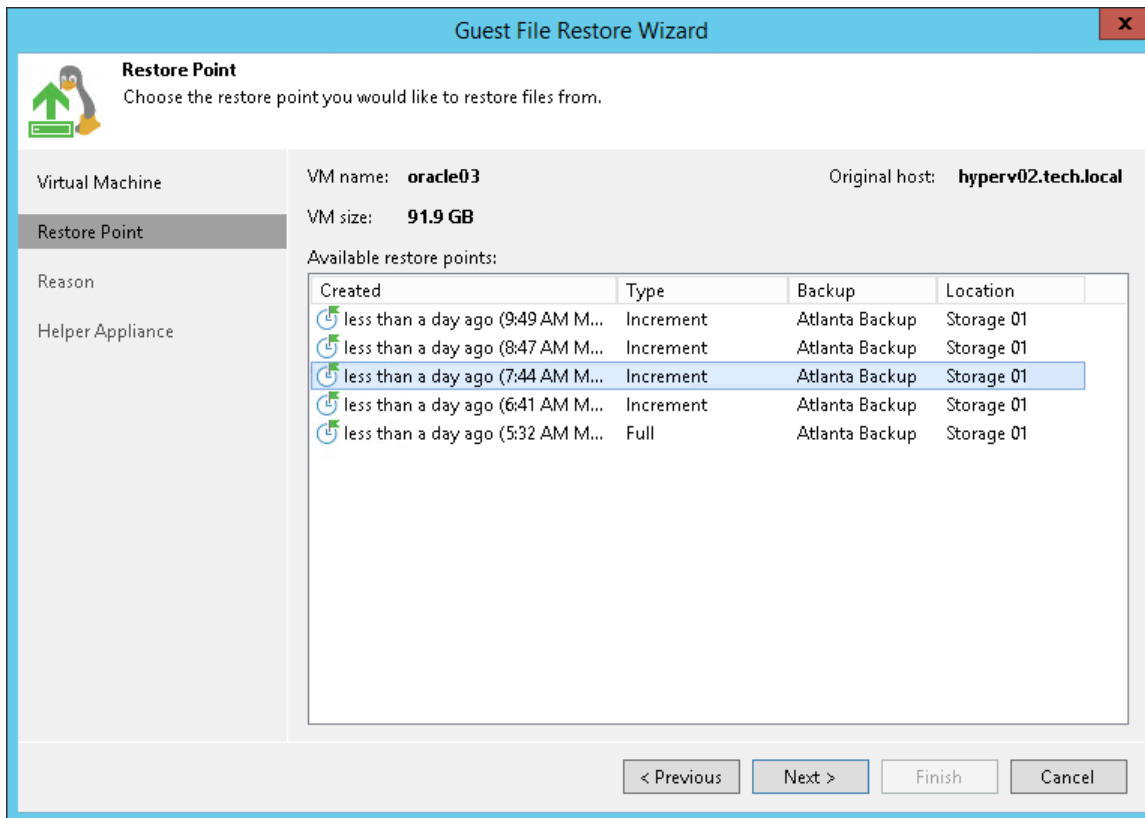 Guest File Restore Wizard
x
Restore Point
Choose the restore point you would like to restore files from.
Virtual Machine
Restore Point
Reason
Helper Appliance
VM name: oracle03 Original host: hyperv02.tech.local
VM size: 91.9 GB
Available restore points:
Created Type Backup Location
less than a day ago (9:49 AM M... Increment Atlanta Backup Storage 01
less than a day ago (8:47 AM M... Increment Atlanta Backup Storage 01
less than a day ago (7:44 AM M... Increment Atlanta Backup Storage 01
less than a day ago (6:41 AM M... Increment Atlanta Backup Storage 01
less than a day ago (5:32 AM M... Full Atlanta Backup Storage 01
< Previous Next > Finish Cancel